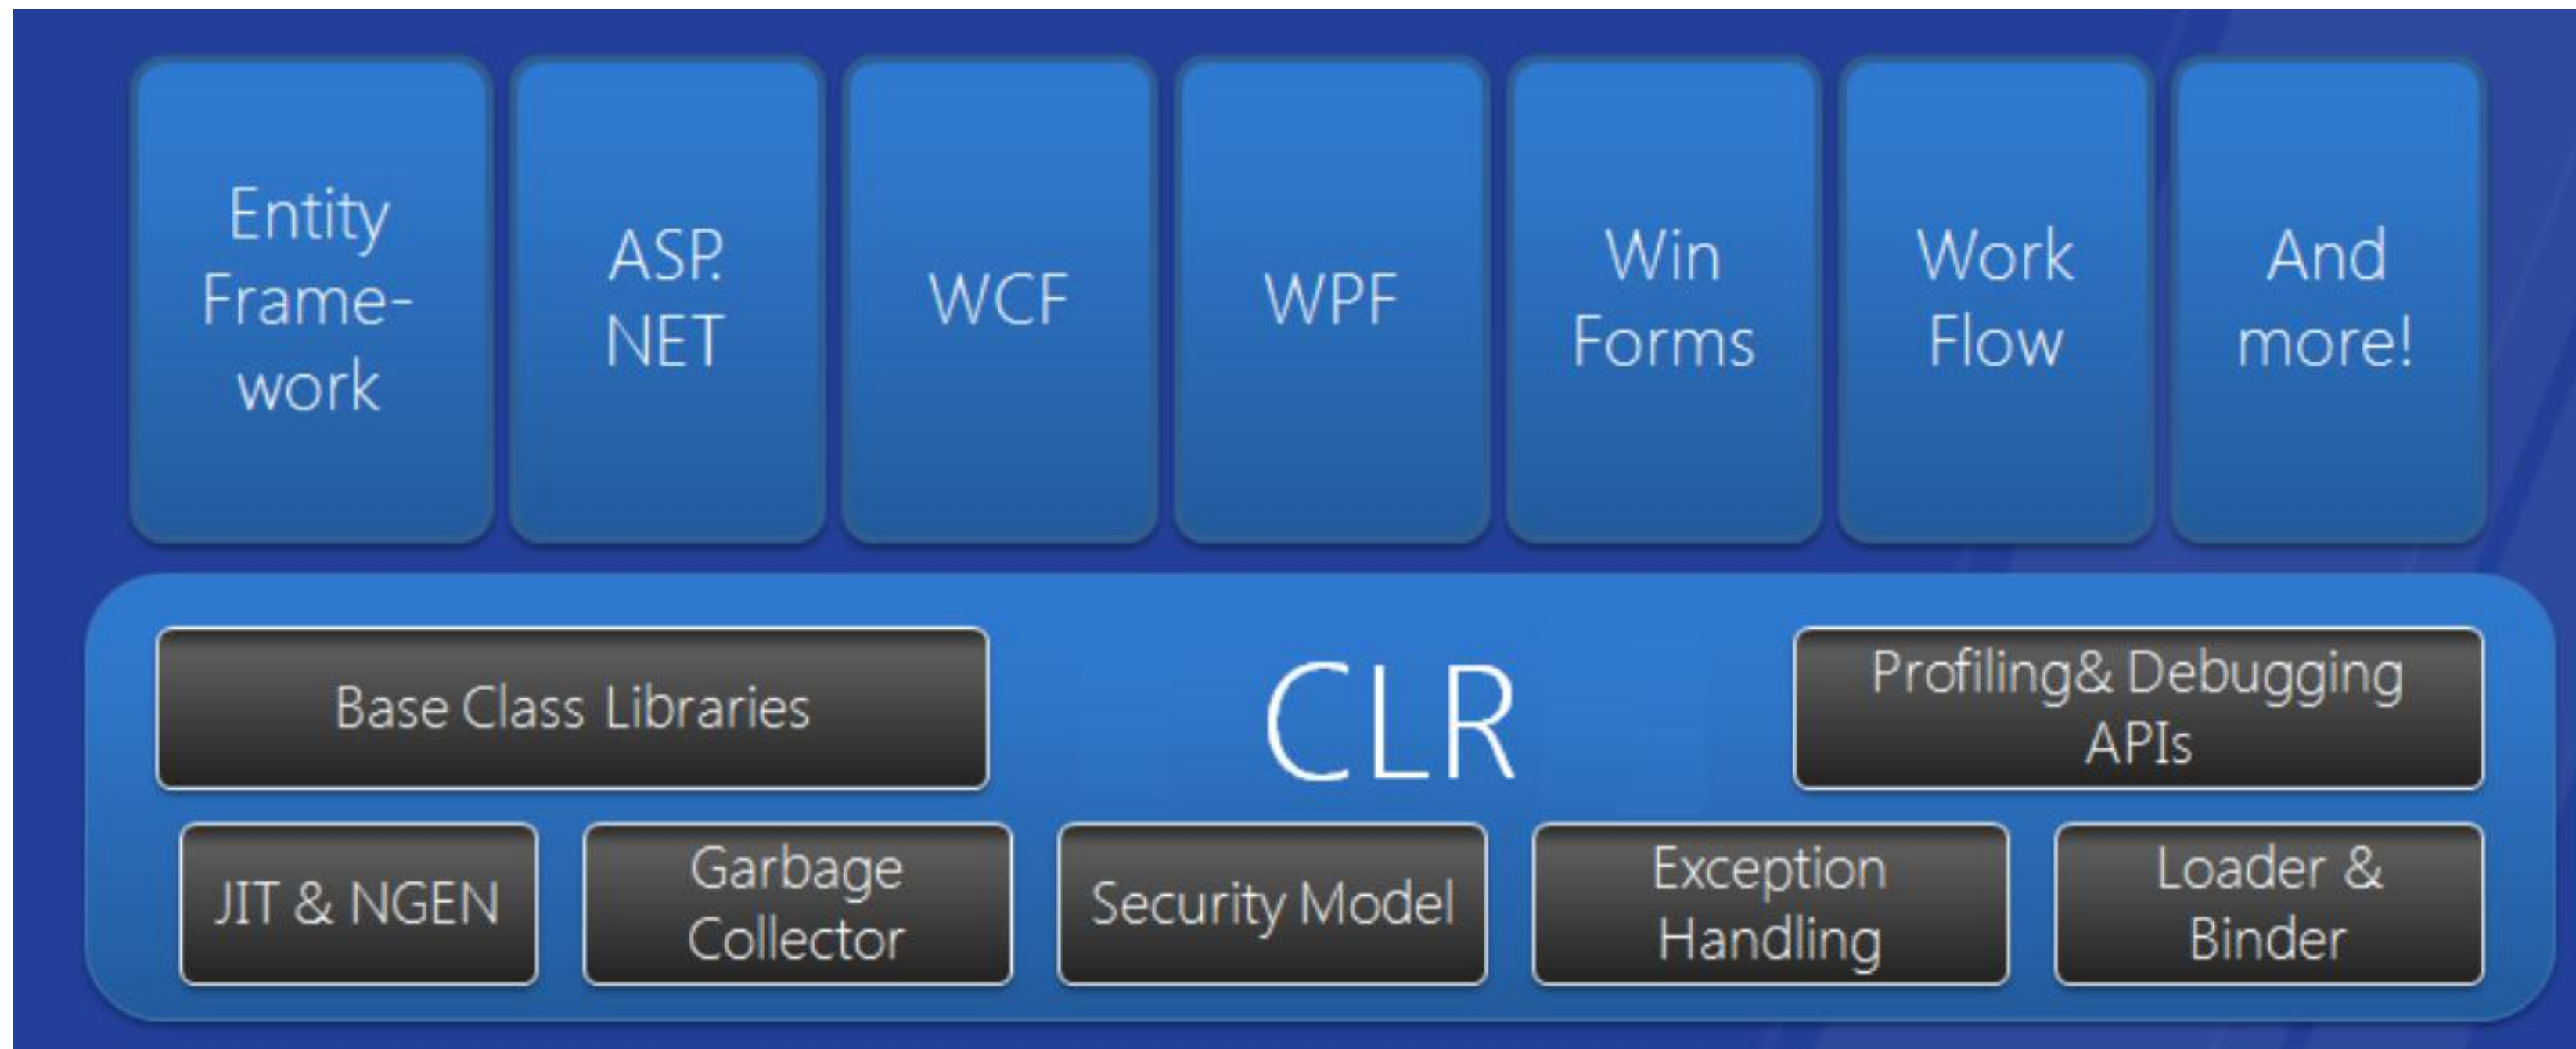 Entity
Frame-
work
ASP.
NET
WCF
WPF
Win
Forms
Work
Flow
And
more!
Base Class Libraries
CLR
Profiling& Debugging
APIs
JIT & NGEN
Garbage
Collector
Security Model
Exception
Handling
Loader &
Binder